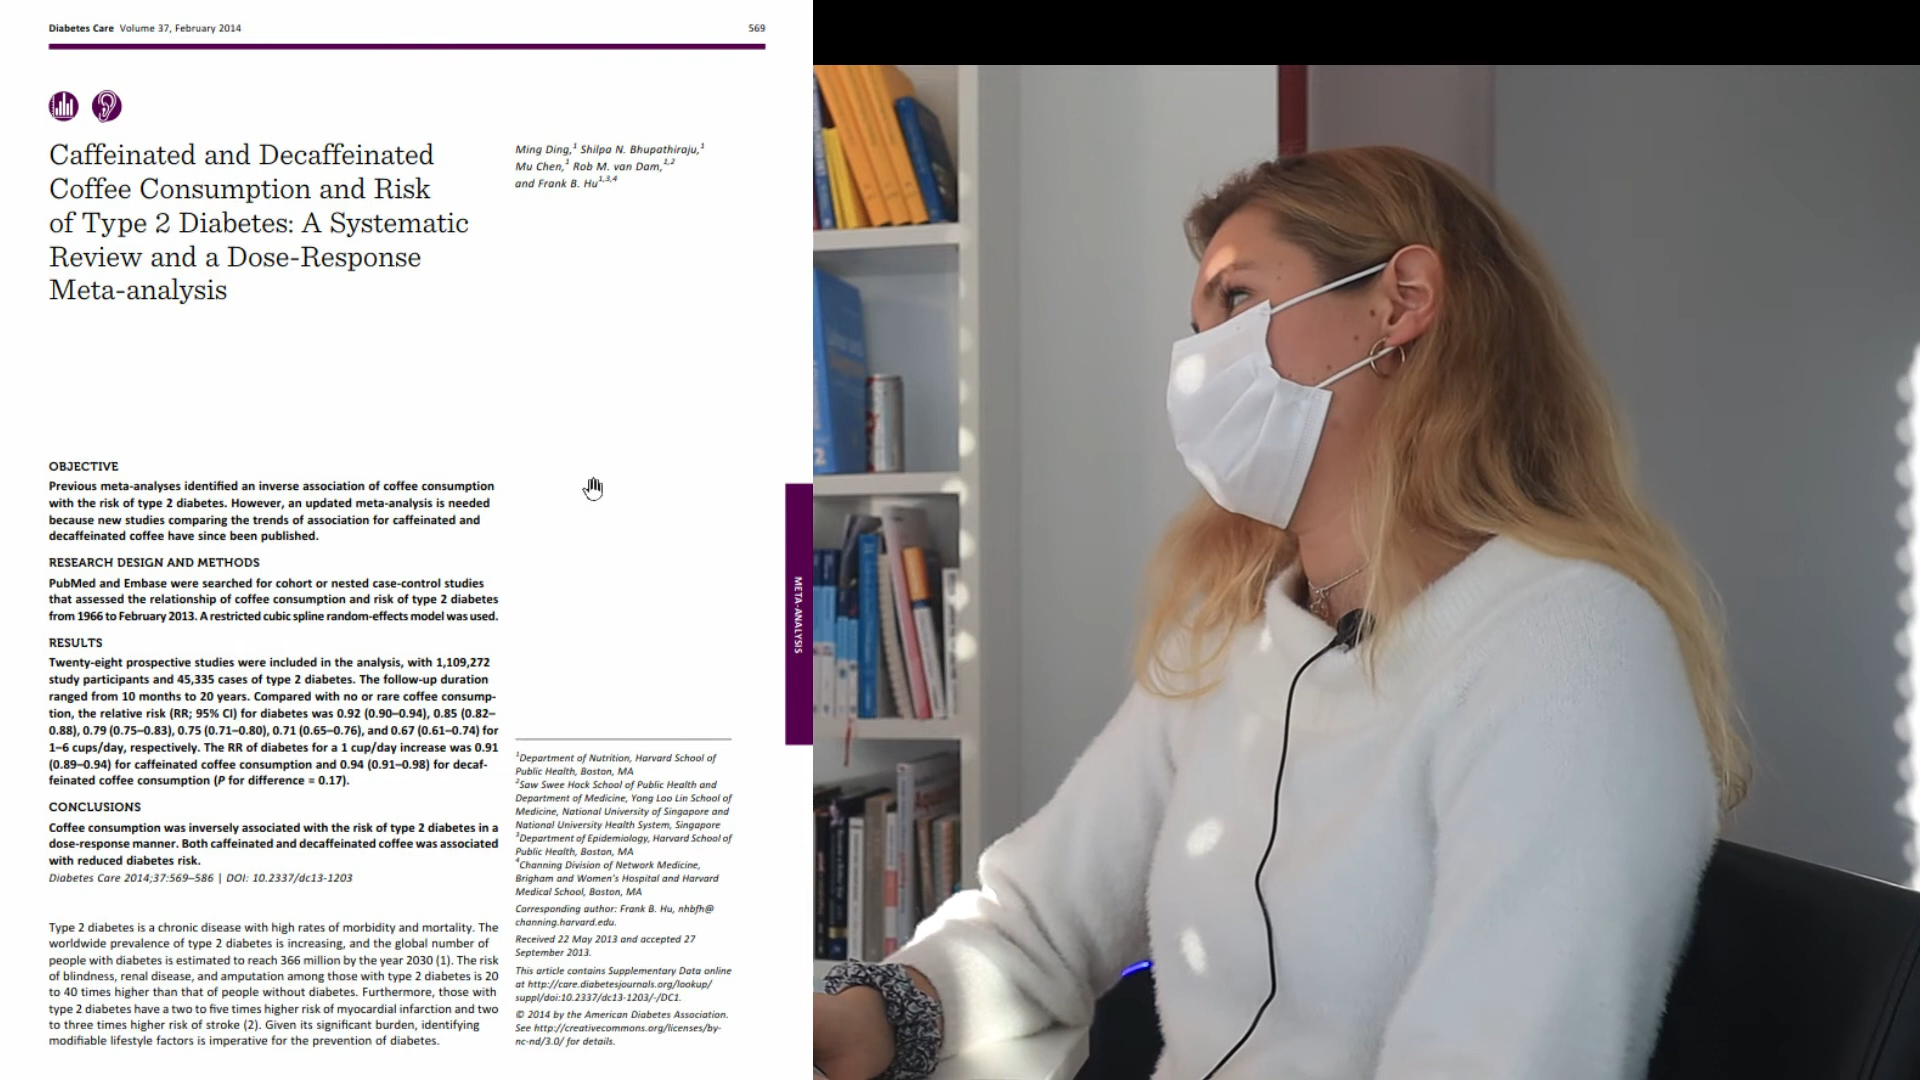 Diabetes Care Volume 37, February 2014
569
Caffeinated and Decaffeinated
Coffee Consumption and Risk
of Type 2 Diabetes: A Systematic
Review and a Dose-Response
Meta-analysis
Ming Ding,1 Shilpa N. Bhupathiraju,1
Mu Chen,1 Rob M. van Dam,1,2
and Frank B. Hu1,3,4
OBJECTIVE
Previous meta-analyses identified an inverse association of coffee consumption
with the risk of type 2 diabetes. However, an updated meta-analysis is needed
because new studies comparing the trends of association for caffeinated and
decaffeinated coffee have since been published.
RESEARCH DESIGN AND METHODS
PubMed and Embase were searched for cohort or nested case-control studies
that assessed the relationship of coffee consumption and risk of type 2 diabetes
from 1966 to February 2013. A restricted cubic spline random-effects model was used.
RESULTS
Twenty-eight prospective studies were included in the analysis, with 1,109,272
study participants and 45,335 cases of type 2 diabetes. The follow-up duration
ranged from 10 months to 20 years. Compared with no or rare coffee consump-
tion, the relative risk (RR; 95% CI) for diabetes was 0.92 (0.90–0.94), 0.85 (0.82–
0.88), 0.79 (0.75–0.83), 0.75 (0.71–0.80), 0.71 (0.65–0.76), and 0.67 (0.61–0.74) for
1–6 cups/day, respectively. The RR of diabetes for a 1 cup/day increase was 0.91
(0.89–0.94) for caffeinated coffee consumption and 0.94 (0.91–0.98) for decaf-
feinated coffee consumption (P for difference = 0.17).
CONCLUSIONS
Coffee consumption was inversely associated with the risk of type 2 diabetes in a
dose-response manner. Both caffeinated and decaffeinated coffee was associated
with reduced diabetes risk.
Diabetes Care 2014;37:569–586 | DOI: 10.2337/dc13-1203
Type 2 diabetes is a chronic disease with high rates of morbidity and mortality. The
worldwide prevalence of type 2 diabetes is increasing, and the global number of
people with diabetes is estimated to reach 366 million by the year 2030 (1). The risk
of blindness, renal disease, and amputation among those with type 2 diabetes is 20
to 40 times higher than that of people without diabetes. Furthermore, those with
type 2 diabetes have a two to five times higher risk of myocardial infarction and two
to three times higher risk of stroke (2). Given its significant burden, identifying
modifiable lifestyle factors is imperative for the prevention of diabetes.
1Department of Nutrition, Harvard School of
Public Health, Boston, MA
2Saw Swee Hock School of Public Health and
Department of Medicine, Yong Loo Lin School of
Medicine, National University of Singapore and
National University Health System, Singapore
3Department of Epidemiology, Harvard School of
Public Health, Boston, MA
4Channing Division of Network Medicine,
Brigham and Women's Hospital and Harvard
Medical School, Boston, MA
Corresponding author: Frank B. Hu, nhbfh@
channing.harvard.edu.
Received 22 May 2013 and accepted 27
September 2013.
This article contains Supplementary Data online
at http://care.diabetesjournals.org/lookup/
suppl/doi:10.2337/dc13-1203/-/DC1.
© 2014 by the American Diabetes Association.
See http://creativecommons.org/licenses/by-
nc-nd/3.0/ for details.
META-ANALYSIS
2